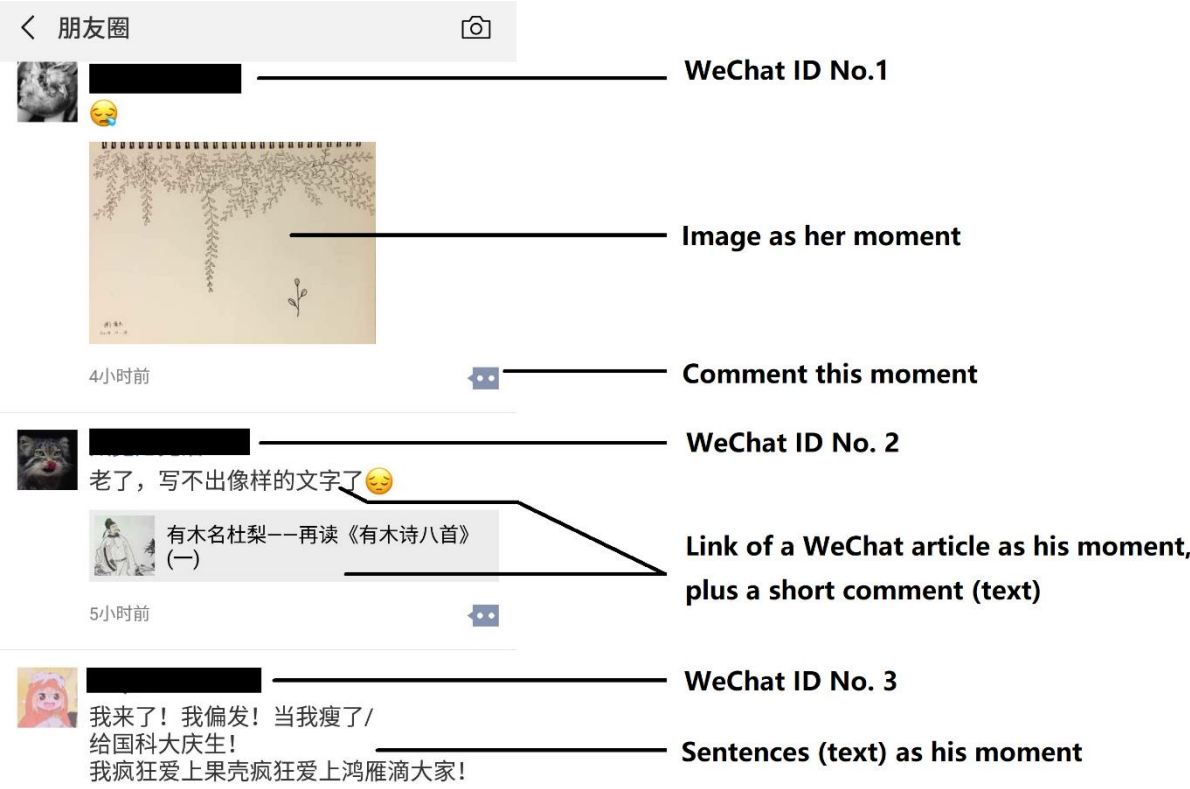 朋友圈
WeChat ID No.1
Image as her moment
4小时前
Comment this moment
WeChat ID No. 2
老了，写不出像样的文字了
有木名杜梨——再读《有木诗八首》
(一)
Link of a WeChat article as his moment,
plus a short comment (text)
5小时前
WeChat ID No. 3
我来了！我偏发！当我瘦了/
给国科大庆生！
我疯狂爱上果壳疯狂爱上鸿雁滴大家！
Sentences (text) as his moment